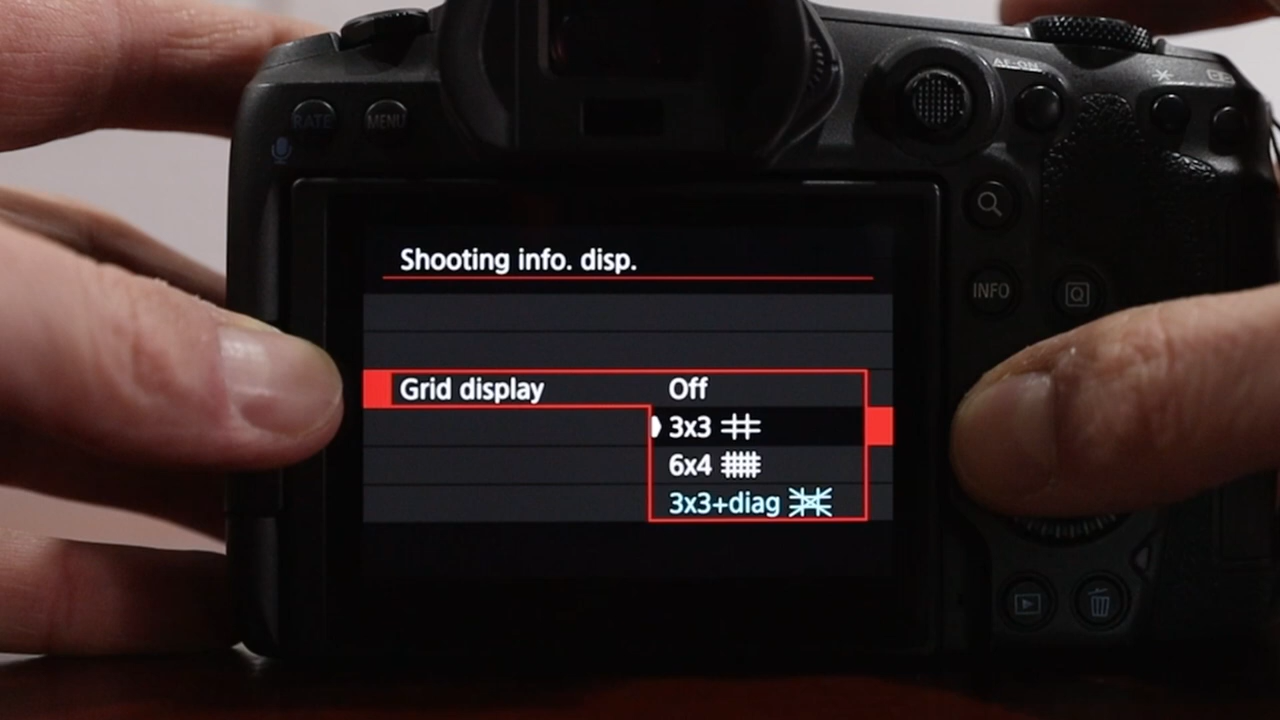 AF-ON
RATE
MENU
Shooting info. disp.
INFO
Q
Grid display
Off
3x3
6x4
3x3+diag